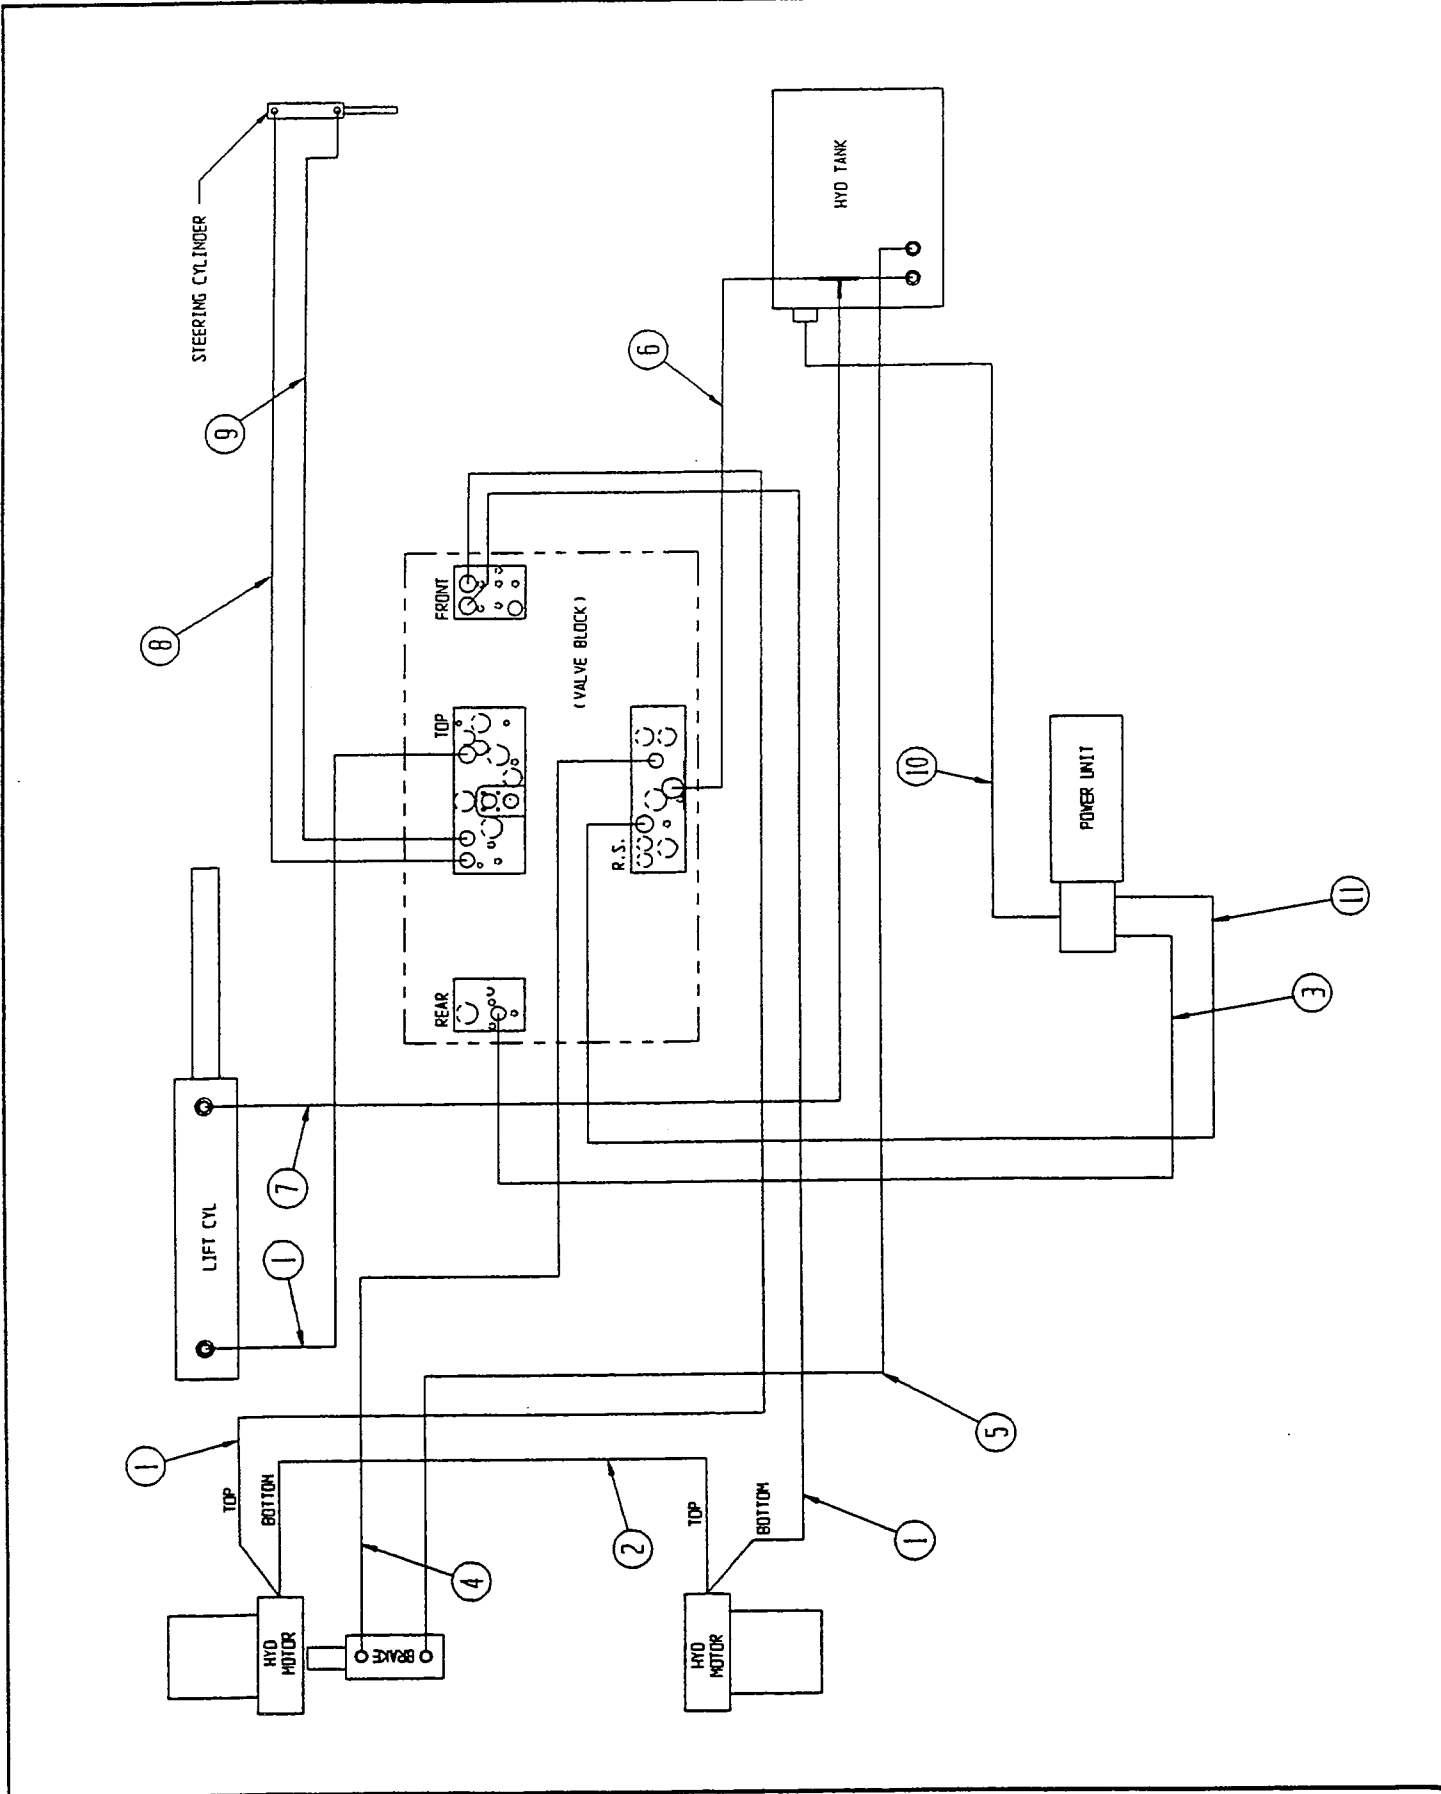 STEERING CYLINDER
HYD TANK
9
6
8
FRONT
(VALVE BLOCK)
TOP
R.S.
REAR
10
POWER UNIT
11
3
7
LIFT CYL
1
1
5
TOP
BOTTOM
2
TOP
BOTTOM
1
4
HYD
MOTOR
BRAKE
HYD
MOTOR